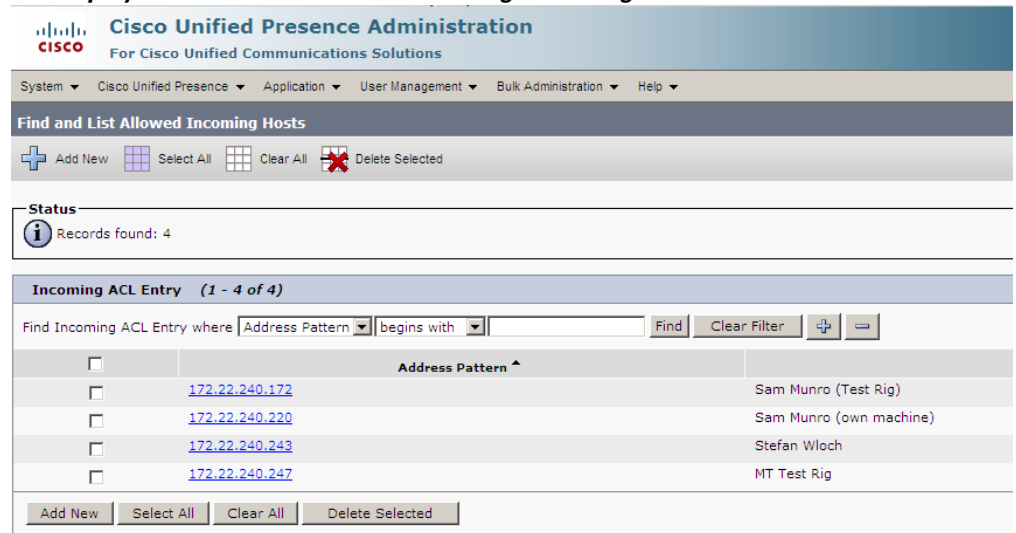 Cisco Unified Presence Administration
CISCO
For Cisco Unified Communications Solutions
System Cisco Unified Presence Application User Management Bulk Administration Help
Find and List Allowed Incoming Hosts
Add New Select All Clear All Delete Selected
Status
i Records found: 4
Incoming ACL Entry (1 - 4 of 4)
Find Incoming ACL Entry where Address Pattern begins with Find Clear Filter
Address Pattern
172.22.240.172 Sam Munro (Test Rig)
172.22.240.220 Sam Munro (own machine)
172.22.240.243 Stefan Wloch
172.22.240.247 MT Test Rig
Add New Select All Clear All Delete Selected